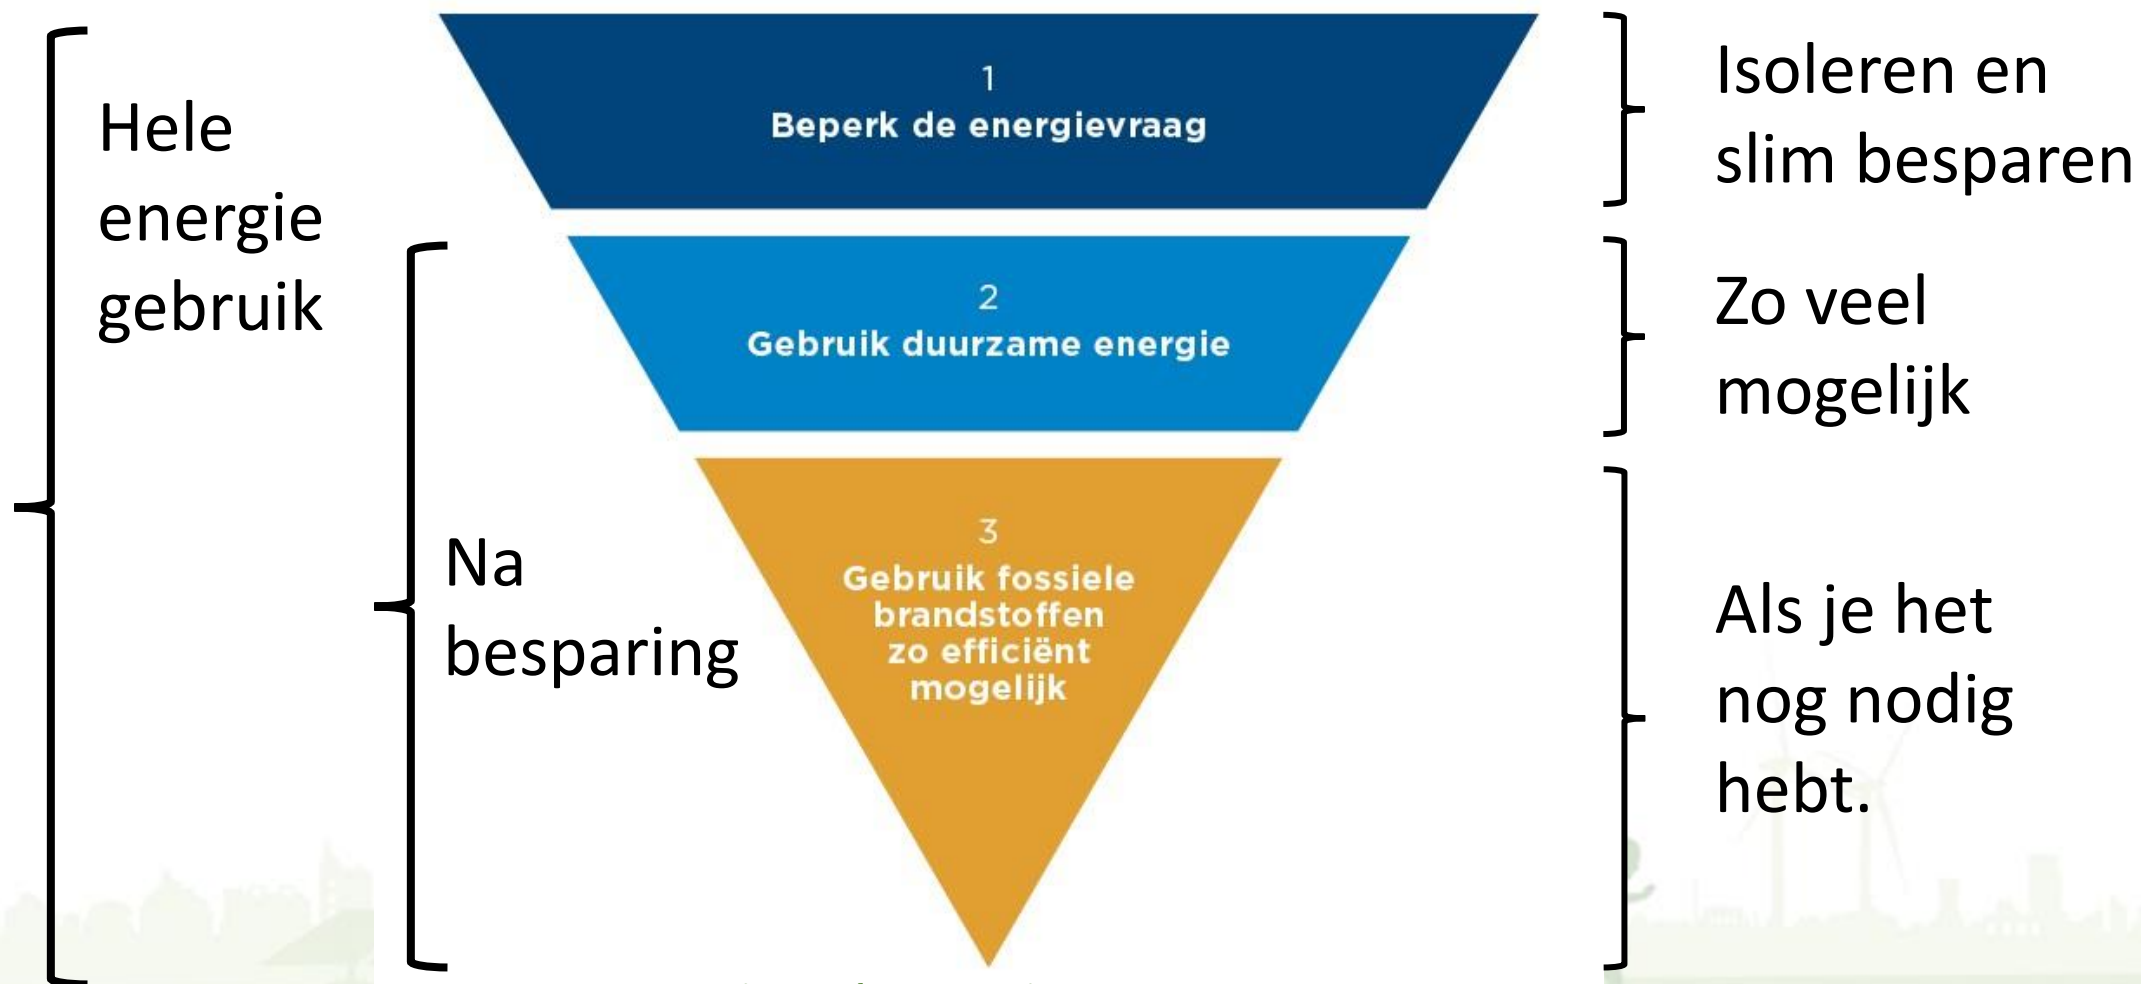 Hele
energie
gebruik
Na
besparing
1
Beperk de energievraag
2
Gebruik duurzame energie
3
Gebruik fossiele
brandstoffen
zo efficiënt
mogelijk
Isoleren en
slim besparen
Zo veel
mogelijk
Als je het
nog nodig
hebt.